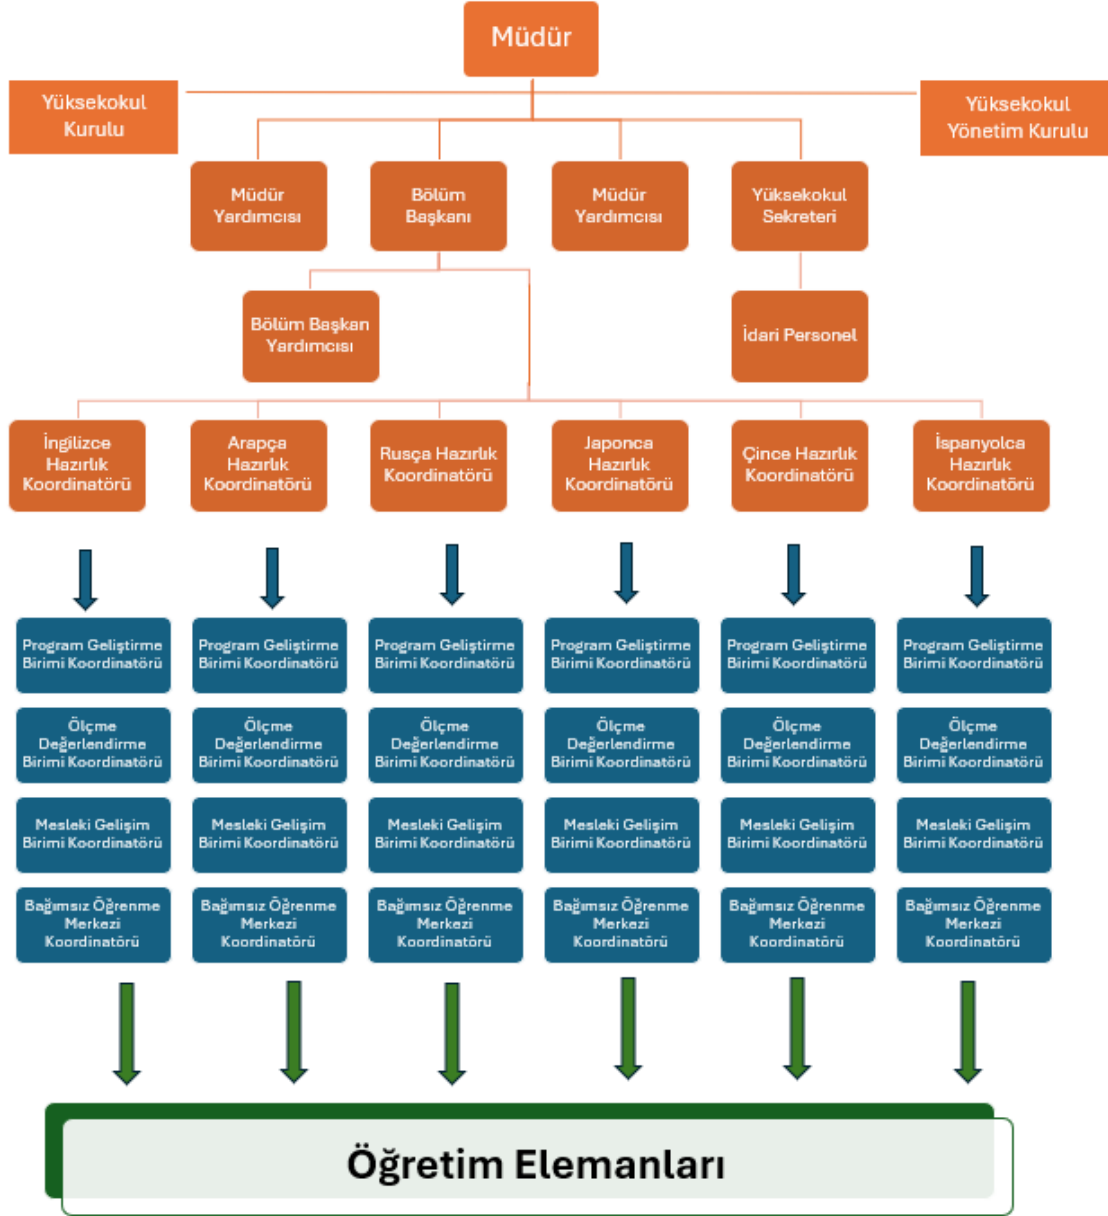 Müdür
Yüksekokul
Kurulu
Yüksekokul
Yönetim Kurulu
Müdür
Yardımcısı
Bölüm
Başkanı
Müdür
Yardımcısı
Yüksekokul
Sekreteri
Bölüm Başkan
Yardımcısı
İdari Personel
İngilizce
Hazırlık
Koordinatörü
Arapça
Hazırlık
Koordinatörü
Rusça Hazırlık
Koordinatörü
Japonca
Hazırlık
Koordinatörü
Çince Hazırlık
Koordinatörü
İspanyolca
Hazırlık
Koordinatörü
Program Geliştirme
Birimi Koordinatörü
Program Geliştirme
Birimi Koordinatörü
Program Geliştirme
Birimi Koordinatörü
Program Geliştirme
Birimi Koordinatörü
Program Geliştirme
Birimi Koordinatörü
Program Geliştirme
Birimi Koordinatörü
Ölçme
Değerlendirme
Birimi Koordinatörü
Ölçme
Değerlendirme
Birimi Koordinatörü
Ölçme
Değerlendirme
Birimi Koordinatörü
Ölçme
Değerlendirme
Birimi Koordinatörü
Ölçme
Değerlendirme
Birimi Koordinatörü
Ölçme
Değerlendirme
Birimi Koordinatörü
Mesleki Gelişim
Birimi Koordinatörü
Mesleki Gelişim
Birimi Koordinatörü
Mesleki Gelişim
Birimi Koordinatörü
Mesleki Gelişim
Birimi Koordinatörü
Mesleki Gelişim
Birimi Koordinatörü
Mesleki Gelişim
Birimi Koordinatörü
Bağımsız Öğrenme
Merkezi
Koordinatörü
Bağımsız Öğrenme
Merkezi
Koordinatörü
Bağımsız Öğrenme
Merkezi
Koordinatörü
Bağımsız Öğrenme
Merkezi
Koordinatörü
Bağımsız Öğrenme
Merkezi
Koordinatörü
Bağımsız Öğrenme
Merkezi
Koordinatörü
Öğretim Elemanları